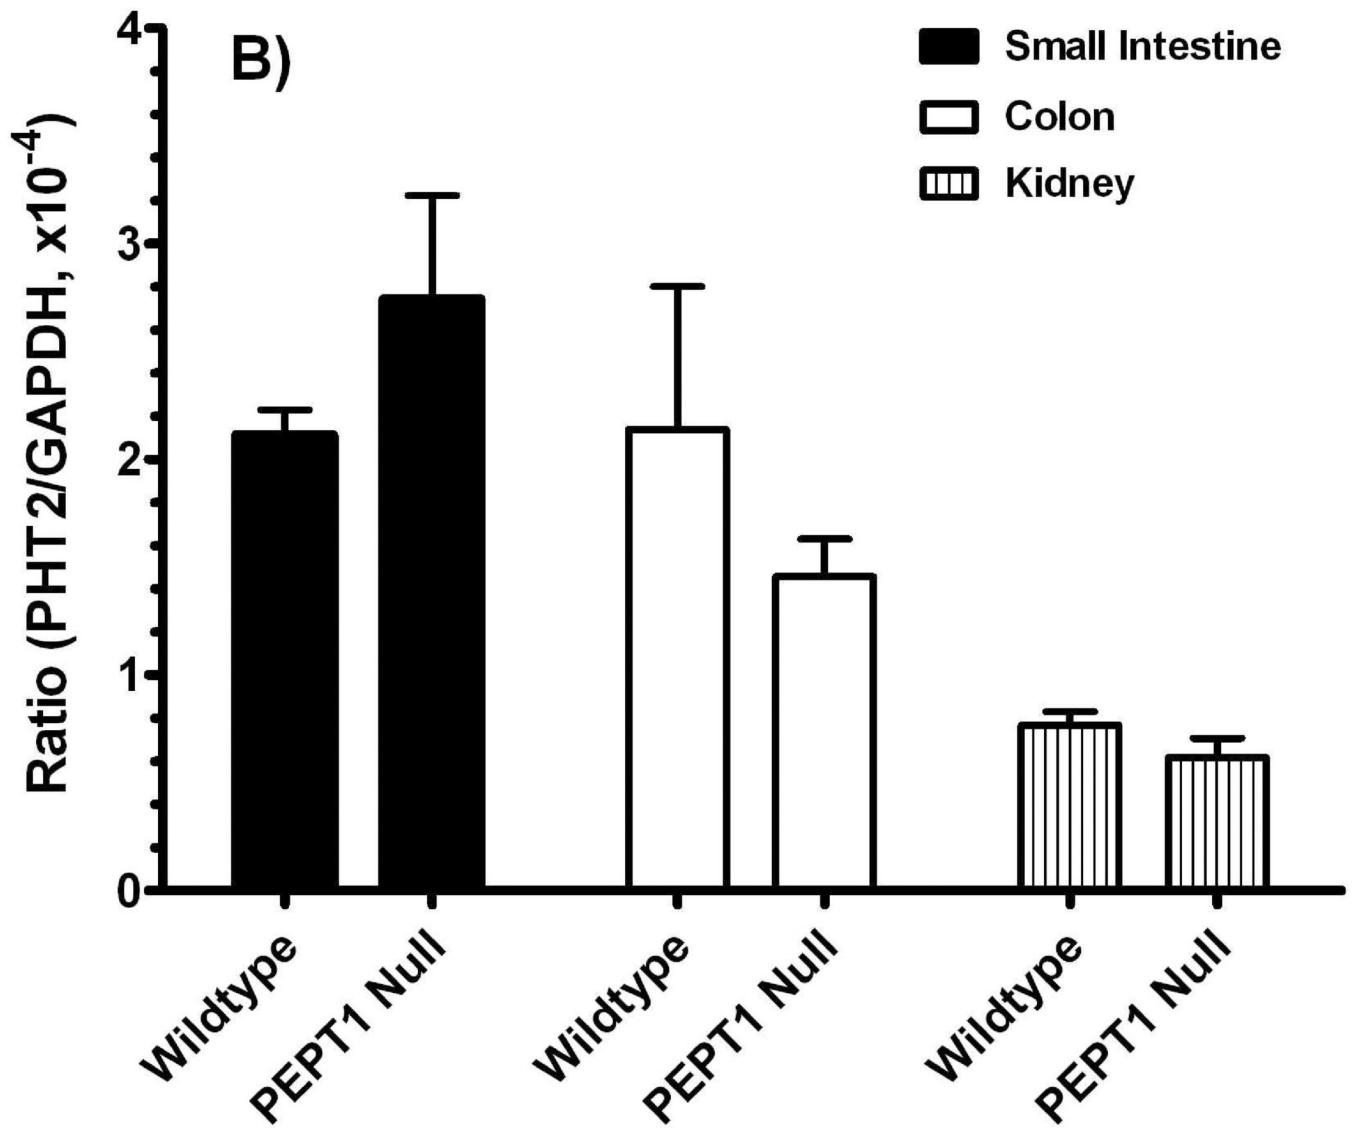 B)
Small Intestine
Colon
Kidney
Ratio (PHT2/GAPDH, x10⁻⁴)
4
3
2
1
0
Wildtype
PEPT1 Null
Wildtype
PEPT1 Null
Wildtype
PEPT1 Null